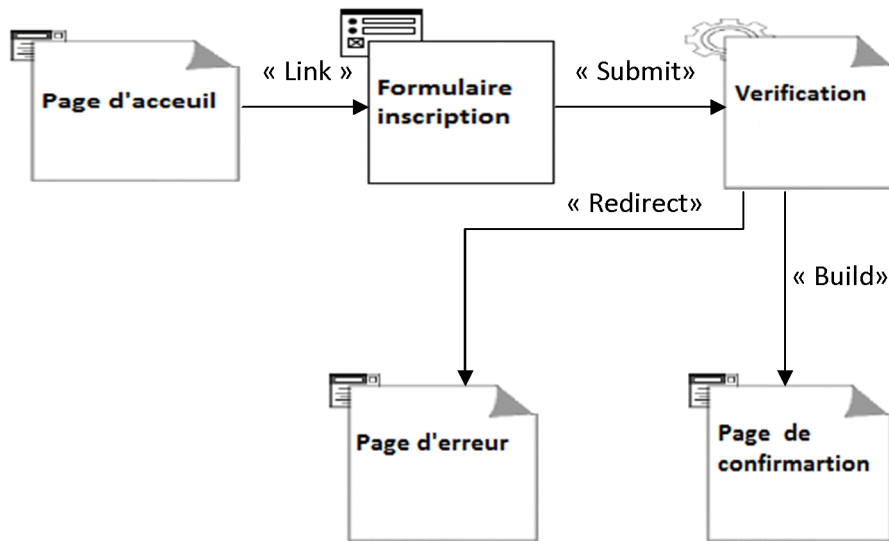 « Link »
« Submit»
Page d'acceuil
Formulaire
inscription
Verification
« Redirect»
« Build»
Page d'erreur
Page de
confirmartion